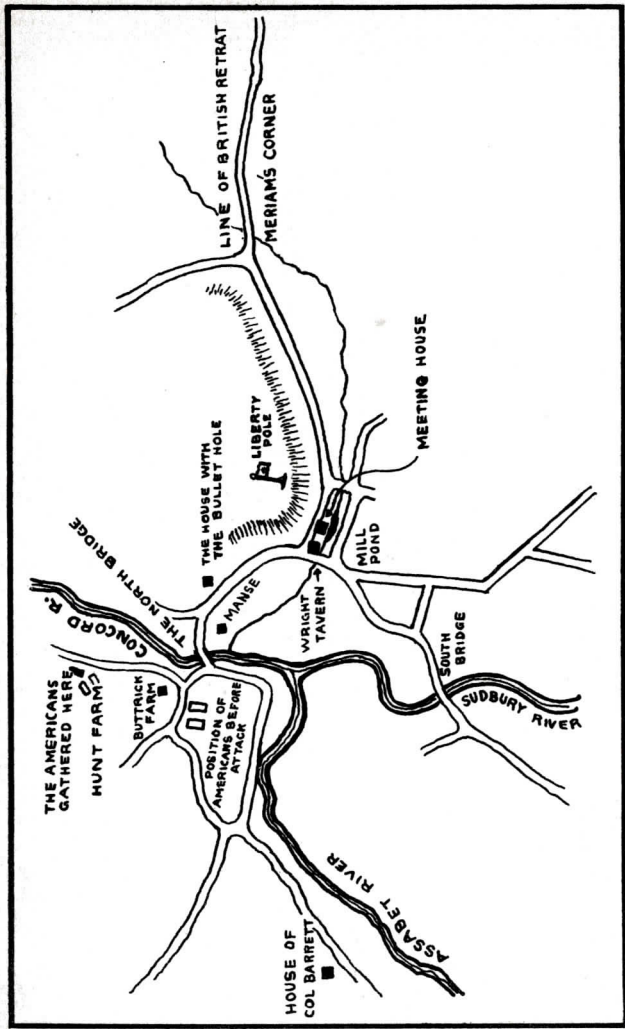 THE AMERICANS
GATHERED HERE
HUNT FARM
CONCORD R.
THE NORTH BRIDGE
BUTTRICK
FARM
POSITION OF
AMERICANS BEFORE
ATTACK
MANSE
THE HOUSE WITH
THE BULLET HOLE
LIBERTY
POLE
LINE OF BRITISH RETRAT
MERIAM'S CORNER
HOUSE OF
COL BARRETT
ASSABET RIVER
WRIGHT
TAVERN
MILL
POND
MEETING HOUSE
SOUTH
BRIDGE
SUDBURY RIVER